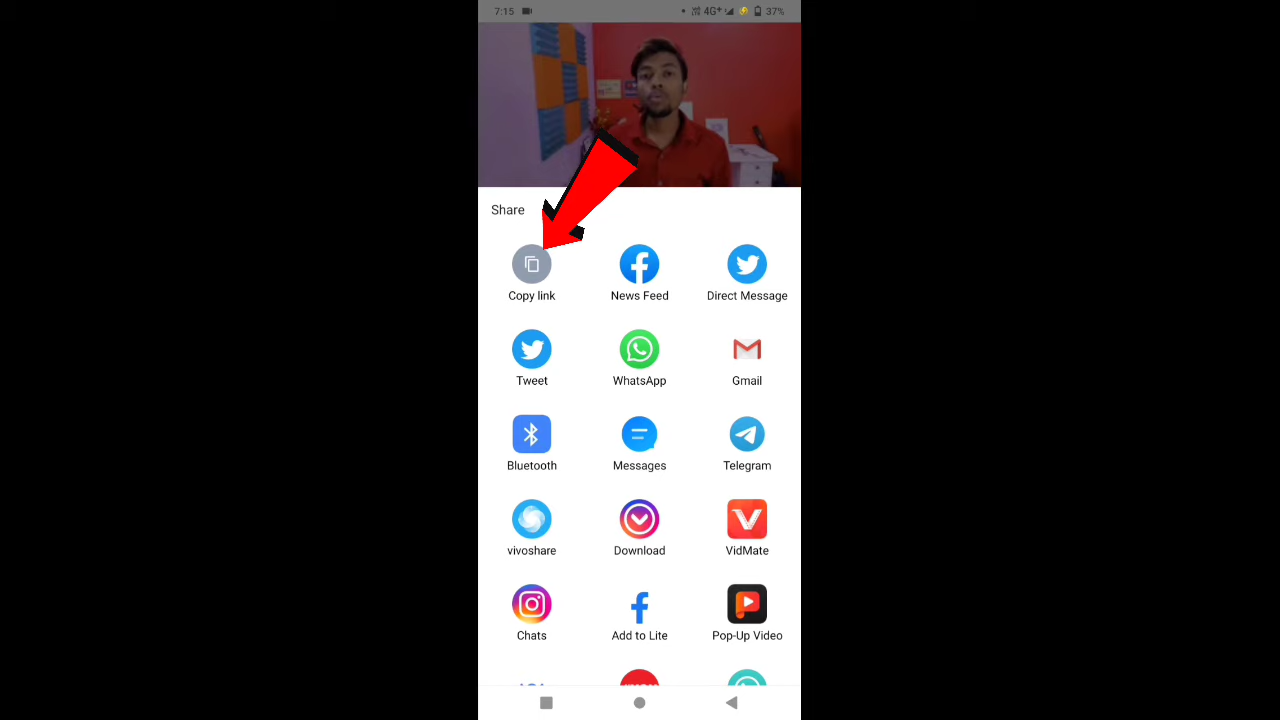 7:15 4G+ 37%
Share
Copy link News Feed Direct Message
Tweet WhatsApp Gmail
Bluetooth Messages Telegram
vivoshare Download VidMate
Chats Add to Lite Pop-Up Video